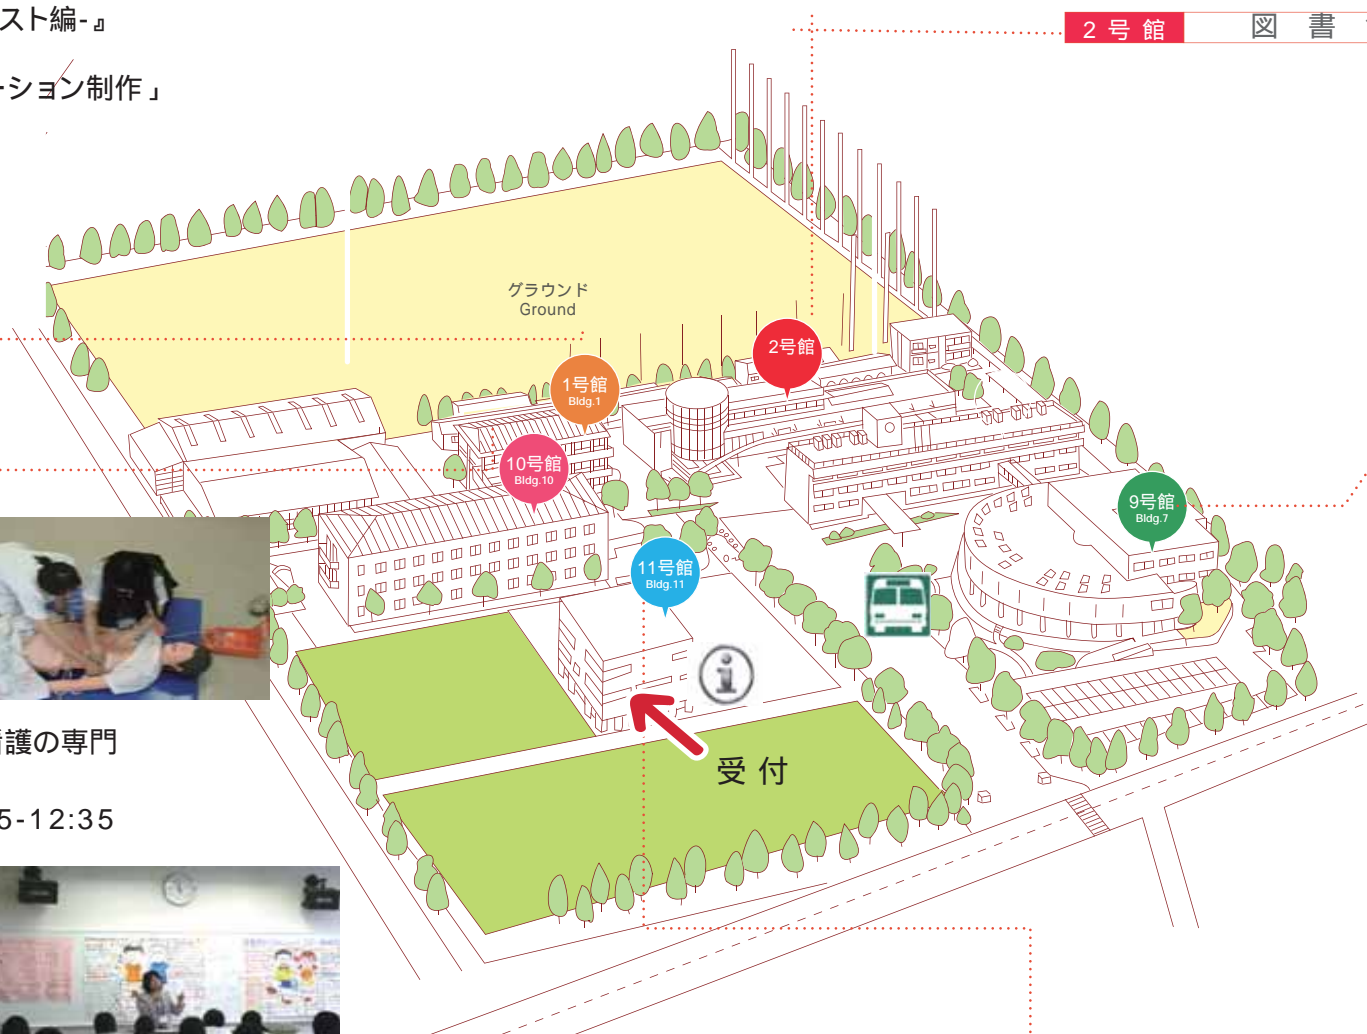 スト編-』
2号館
図書
ーション制作」
グラウンド
Ground
2号館
1号館
Bldg.1
10号館
Bldg.10
9号館
Bldg.7
11号館
Bldg.11
受付
護の専門
5-12:35